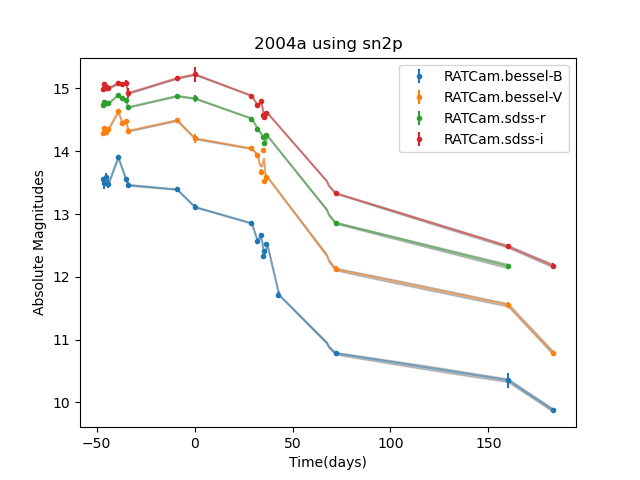 2004a using sn2p
RATCam.bessel-B
RATCam.bessel-V
RATCam.sdss-r
RATCam.sdss-i
Absolute Magnitudes
15
14
13
12
11
10
−50
0
50
100
150
Time(days)